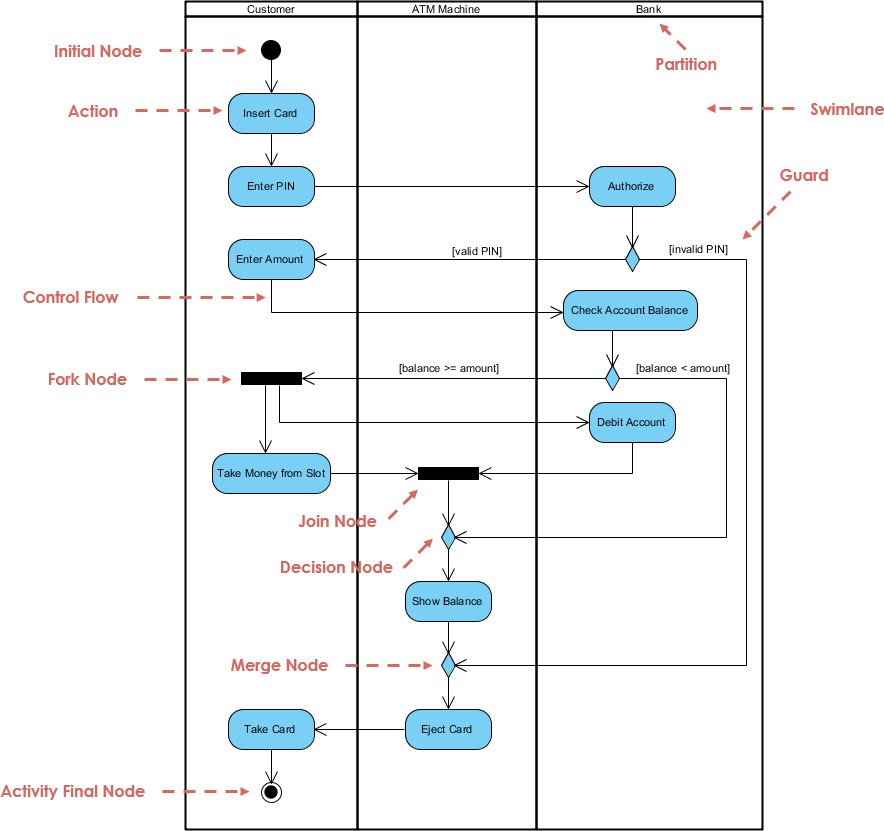 Customer
ATM Machine
Bank
Initial Node
Partition
Action
Insert Card
Swimlane
Guard
Enter PIN
Authorize
[valid PIN]
[invalid PIN]
Enter Amount
Control Flow
Check Account Balance
[balance >= amount]
[balance < amount]
Fork Node
Debit Account
Take Money from Slot
Join Node
Decision Node
Show Balance
Merge Node
Take Card
Eject Card
Activity Final Node